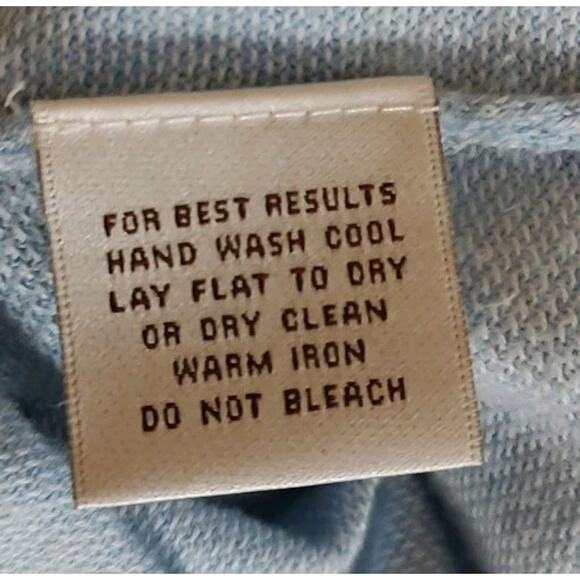 FOR BEST RESULTS
HAND WASH COOL
LAY FLAT TO DRY
OR DRY CLEAN
WARM IRON
DO NOT BLEACH